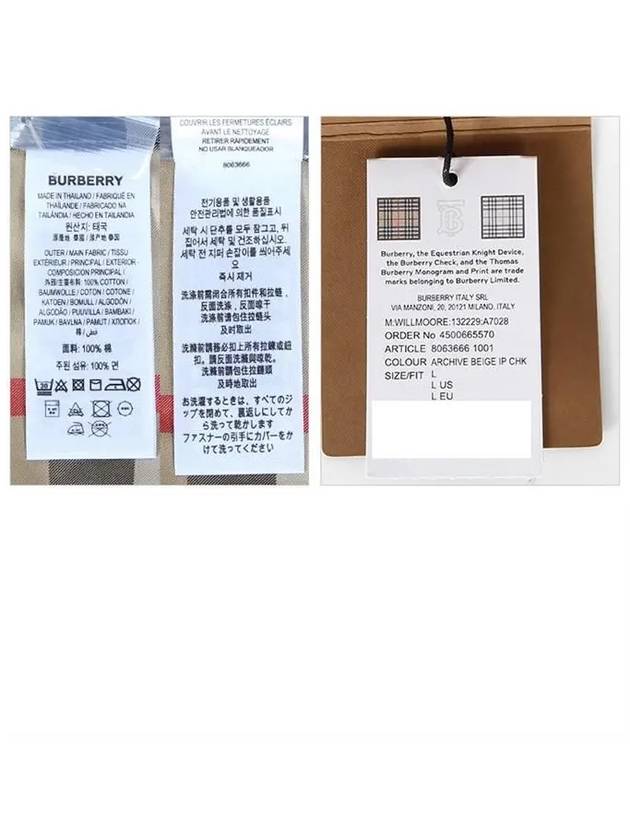 BURBERRY
MADE IN THAILAND / FABRIQUÉ EN
THAÏLANDE / FABRICADO NA
TAILÂNDIA / HECHO EN TAILANDIA
원산지: 태국
OUTER / MAIN FABRIC / TISSU
EXTÉRIEUR / PRINCIPAL / EXTERIOR
COMPOSICIÓN PRINCIPAL /
100% COTTON /
BAUMWOLLE / COTON / COTONE /
KATOEN / BOMULL / ALGODÓN /
ALGODÃO / PUUVILLA / BAMBAKI /
PAMUK / BAVLNA / PAMUT / ХЛОПОК /
棉 / قطن
面料: 100% 棉
주된 섬유: 100% 면
COUVRIR LES FERMETURES ÉCLAIRS
AVANT LE NETTOYAGE
RETIRER RAPIDEMENT
NO USAR BLANQUEADOR
8063666
전기용품 및 생활용품
안전관리법에 의한 품질표시
세탁 시 단추를 모두 잠그고, 뒤
집어서 세탁 및 건조하십시오.
세탁 전 지퍼 손잡이를 씌어주세
요
즉시 제거
洗涤前需闭合所有扣件和拉链，
反面洗涤，反面晾干
洗涤前请包住拉链头
及时取出
洗滌前請務必扣上所有拉鍊或鈕
扣。請反面洗滌與晾乾。
洗滌前請包住拉鏈頭
及時地取出
お洗濯するときは、すべてのジ
ップを閉めて、裏返しにしてか
ら洗って乾かします
ファスナーの引手にカバーをか
けて洗ってください
Burberry, the Equestrian Knight Device,
the Burberry Check, and the Thomas
Burberry Monogram and Print are trade
marks belonging to Burberry Limited.
BURBERRY ITALY SRL
VIA MANZONI, 20, 20121 MILANO, ITALY
M:WILLMOORE:132229:A7028
ORDER No 4500665570
ARTICLE 8063666 1001
COLOUR ARCHIVE BEIGE IP CHK
SIZE/FIT L
L US
L EU